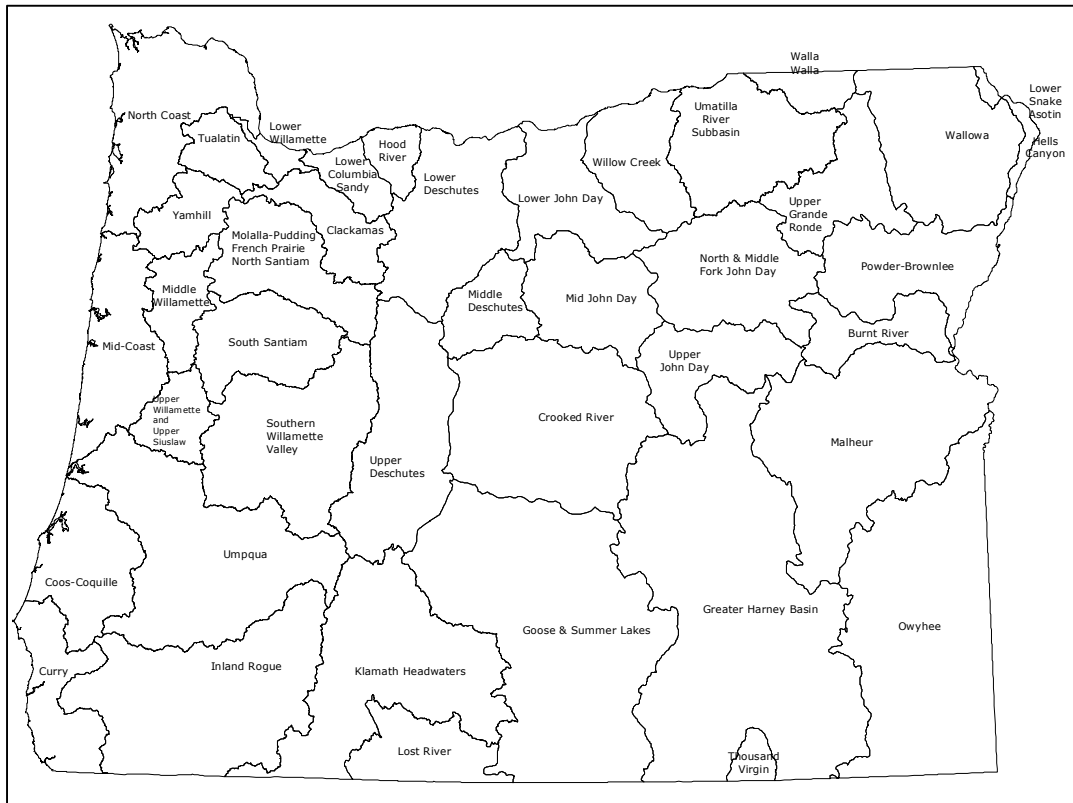 Walla
Walla
Lower
Snake
Asotin
Hells
Canyon
North Coast
Tualatin
Lower
Willamette
Hood
River
Lower
Columbia
Sandy
Lower
Deschutes
Willow Creek
Umatilla
River
Subbasin
Wallowa
Lower John Day
Upper
Grande
Ronde
Yamhill
Molalla-Pudding
French Prairie
North Santiam
Clackamas
North & Middle
Fork John Day
Powder-Brownlee
Middle
Willamette
Middle
Deschutes
Mid John Day
Burnt River
Mid-Coast
South Santiam
Upper
John Day
Upper
Willamette
and
Upper
Siuslaw
Southern
Willamette
Valley
Crooked River
Malheur
Upper
Deschutes
Umpqua
Coos-Coquille
Greater Harney Basin
Owyhee
Goose & Summer Lakes
Curry
Inland Rogue
Klamath Headwaters
Lost River
Thousand
Virgin